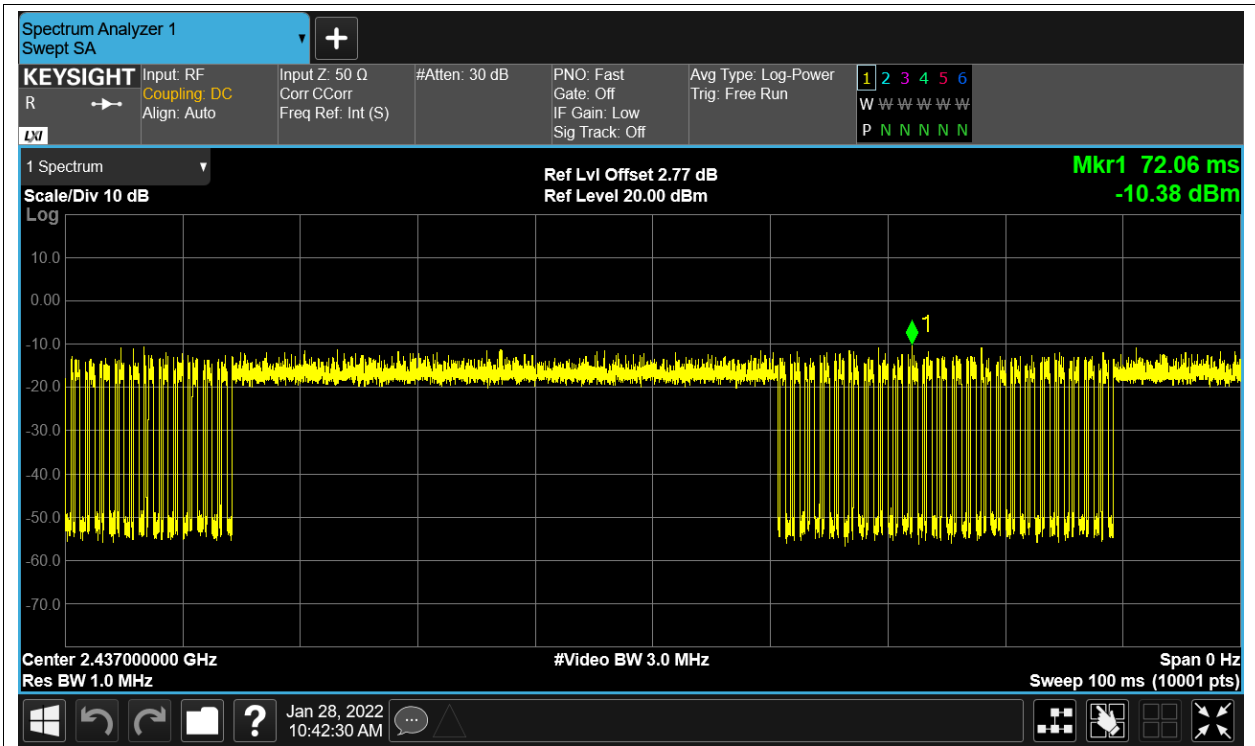 Spectrum Analyzer 1
Swept SA
KEYSIGHT
R
LXI
Input: RF
Coupling: DC
Align: Auto
Input Z: 50 Ω
Corr CCorr
Freq Ref: Int (S)
#Atten: 30 dB
PNO: Fast
Gate: Off
IF Gain: Low
Sig Track: Off
Avg Type: Log-Power
Trig: Free Run
1 2 3 4 5 6
W W W W W W
P N N N N N
1 Spectrum
Scale/Div 10 dB
Ref Lvl Offset 2.77 dB
Ref Level 20.00 dBm
Mkr1 72.06 ms
-10.38 dBm
Log
10.0
0.00
1
-10.0
-20.0
-30.0
-40.0
-50.0
-60.0
-70.0
Center 2.437000000 GHz
Res BW 1.0 MHz
#Video BW 3.0 MHz
Span 0 Hz
Sweep 100 ms (10001 pts)
?
Jan 28, 2022
10:42:30 AM